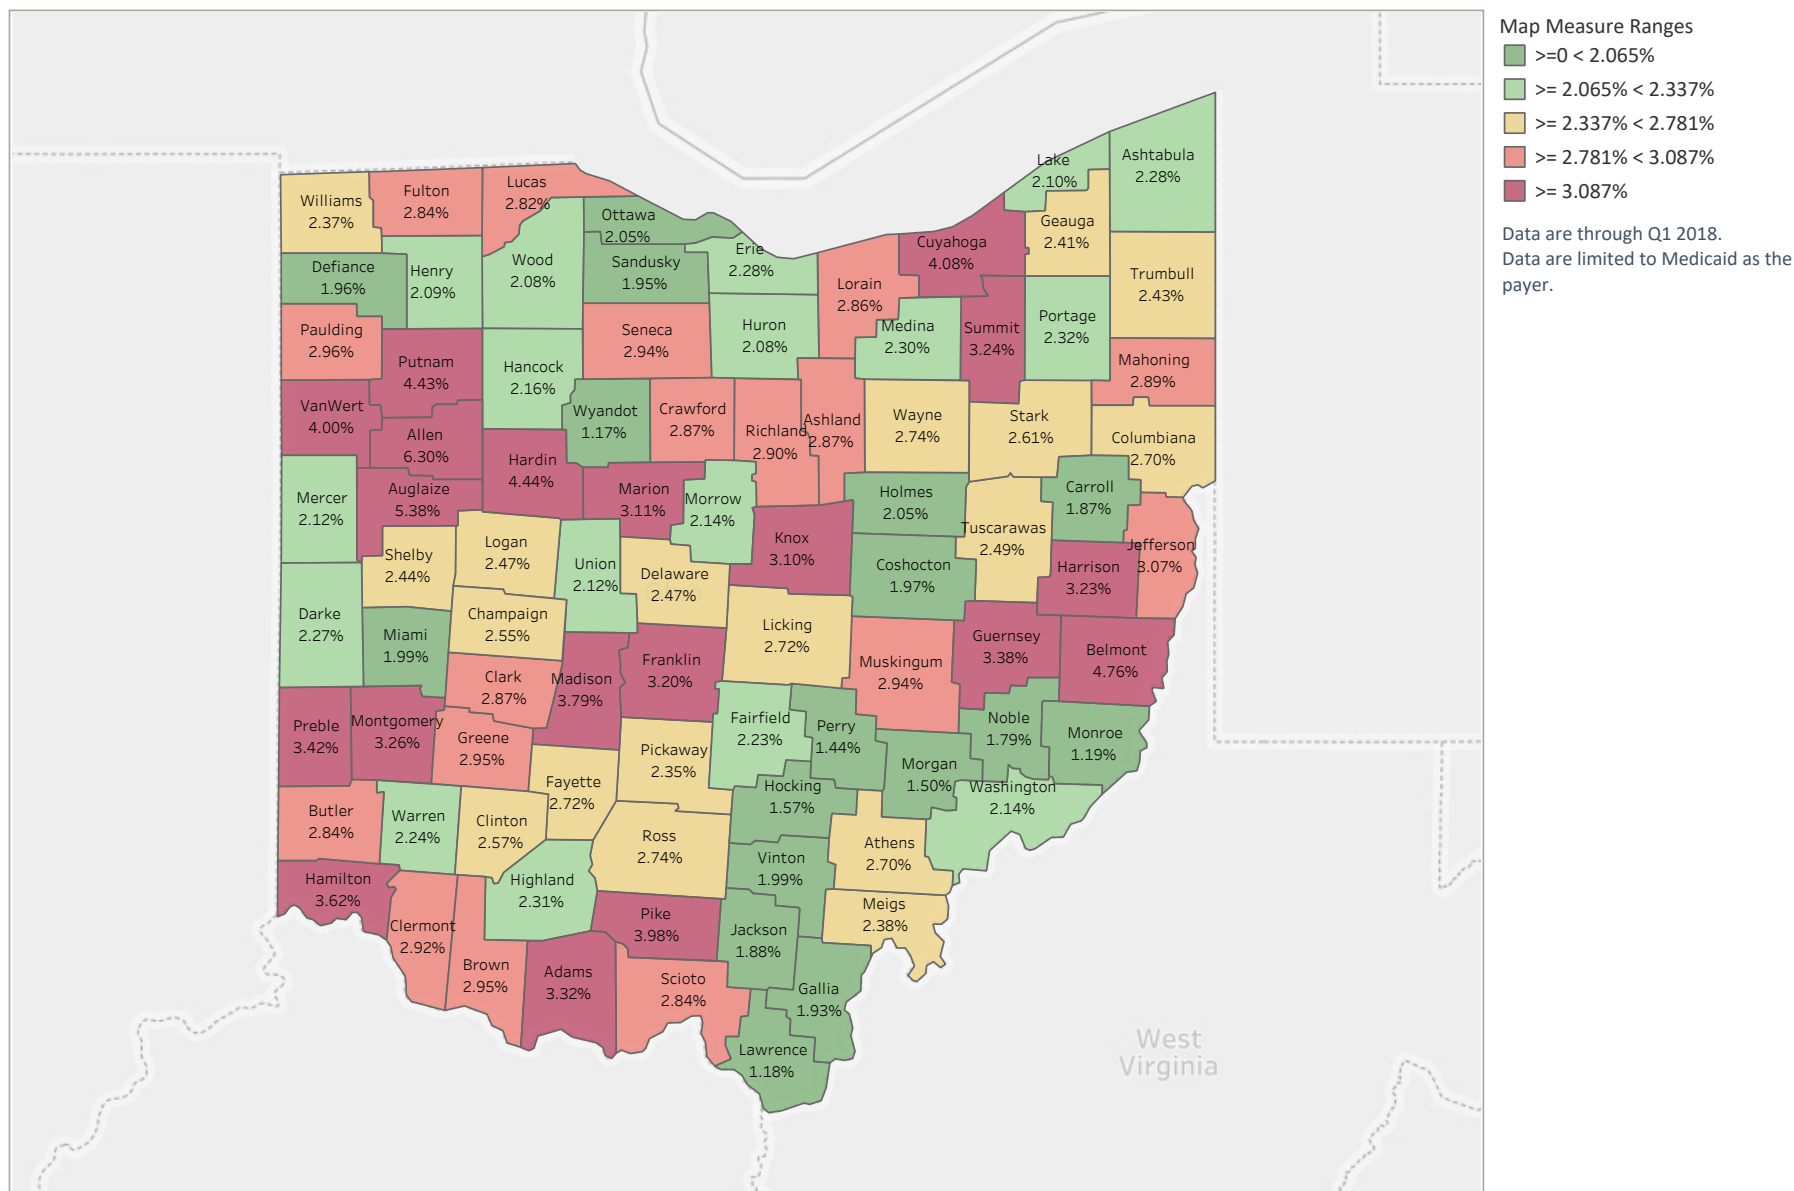 Map Measure Ranges
>=0 < 2.065%
>= 2.065% < 2.337%
>= 2.337% < 2.781%
>= 2.781% < 3.087%
>= 3.087%
Data are through Q1 2018.
Data are limited to Medicaid as the
payer.
Lake
2.10%
Ashtabula
2.28%
Williams
2.37%
Fulton
2.84%
Lucas
2.82%
Ottawa
2.05%
Geauga
2.41%
Cuyahoga
4.08%
Defiance
1.96%
Henry
2.09%
Wood
2.08%
Sandusky
1.95%
Erie
2.28%
Lorain
2.86%
Trumbull
2.43%
Paulding
2.96%
Putnam
4.43%
Hancock
2.16%
Seneca
2.94%
Huron
2.08%
Medina
2.30%
Summit
3.24%
Portage
2.32%
Mahoning
2.89%
VanWert
4.00%
Allen
6.30%
Wyandot
1.17%
Crawford
2.87%
Richland
2.90%
Ashland
2.87%
Wayne
2.74%
Stark
2.61%
Columbiana
2.70%
Mercer
2.12%
Auglaize
5.38%
Hardin
4.44%
Marion
3.11%
Morrow
2.14%
Knox
3.10%
Holmes
2.05%
Tuscarawas
2.49%
Carroll
1.87%
Jefferson
3.07%
Shelby
2.44%
Logan
2.47%
Union
2.12%
Delaware
2.47%
Coshocton
1.97%
Harrison
3.23%
Darke
2.27%
Miami
1.99%
Champaign
2.55%
Licking
2.72%
Muskingum
2.94%
Guernsey
3.38%
Belmont
4.76%
Clark
2.87%
Madison
3.79%
Franklin
3.20%
Preble
3.42%
Montgomery
3.26%
Greene
2.95%
Pickaway
2.35%
Fairfield
2.23%
Perry
1.44%
Morgan
1.50%
Noble
1.79%
Monroe
1.19%
Washington
2.14%
Butler
2.84%
Warren
2.24%
Clinton
2.57%
Fayette
2.72%
Ross
2.74%
Hocking
1.57%
Vinton
1.99%
Athens
2.70%
Hamilton
3.62%
Clermont
2.92%
Highland
2.31%
Pike
3.98%
Jackson
1.88%
Meigs
2.38%
Brown
2.95%
Adams
3.32%
Scioto
2.84%
Gallia
1.93%
Lawrence
1.18%
West
Virginia